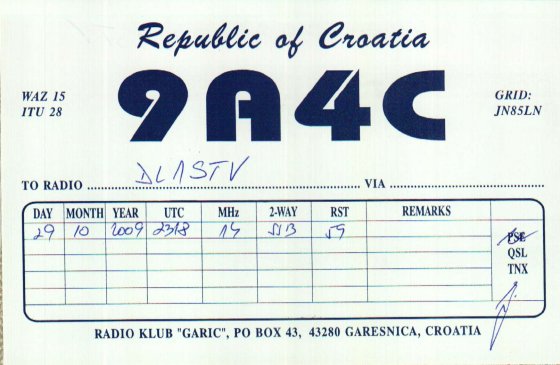 Republic of Croatia
9A4C
WAZ 15
ITU 28
GRID:
JN85LN
TO RADIO DL1STV VIA
DAY MONTH YEAR UTC MHz 2-WAY RST REMARKS
29 10 2009 2318 14 SSB 59
PSE
QSL
TNX
RADIO KLUB "GARIC", PO BOX 43, 43280 GARESNICA, CROATIA